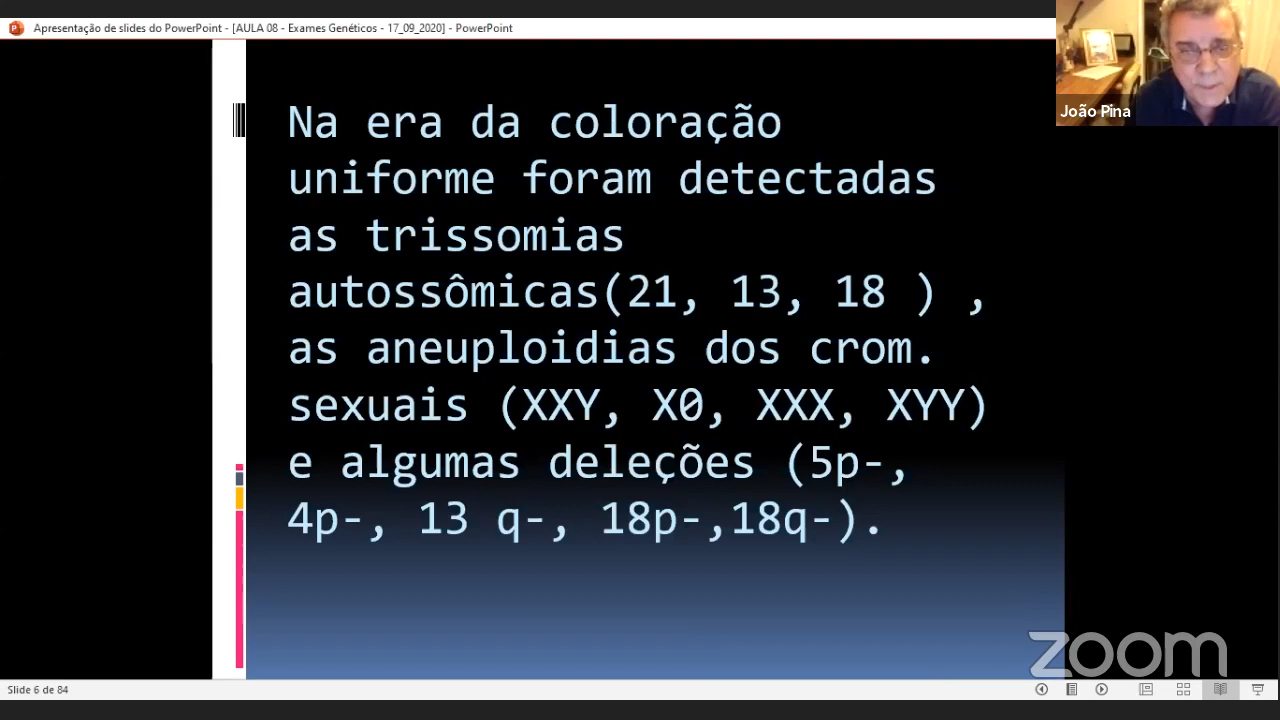 Apresentação de slides do PowerPoint - [AULA 08 - Exames Genéticos - 17_09_2020] - PowerPoint
João Pina
Na era da coloração
uniforme foram detectadas
as trissomias
autossômicas(21, 13, 18 ) ,
as aneuploidias dos crom.
sexuais (XXY, X0, XXX, XYY)
e algumas deleções (5p-,
4p-, 13 q-, 18p-,18q-).
zoom
Slide 6 de 84